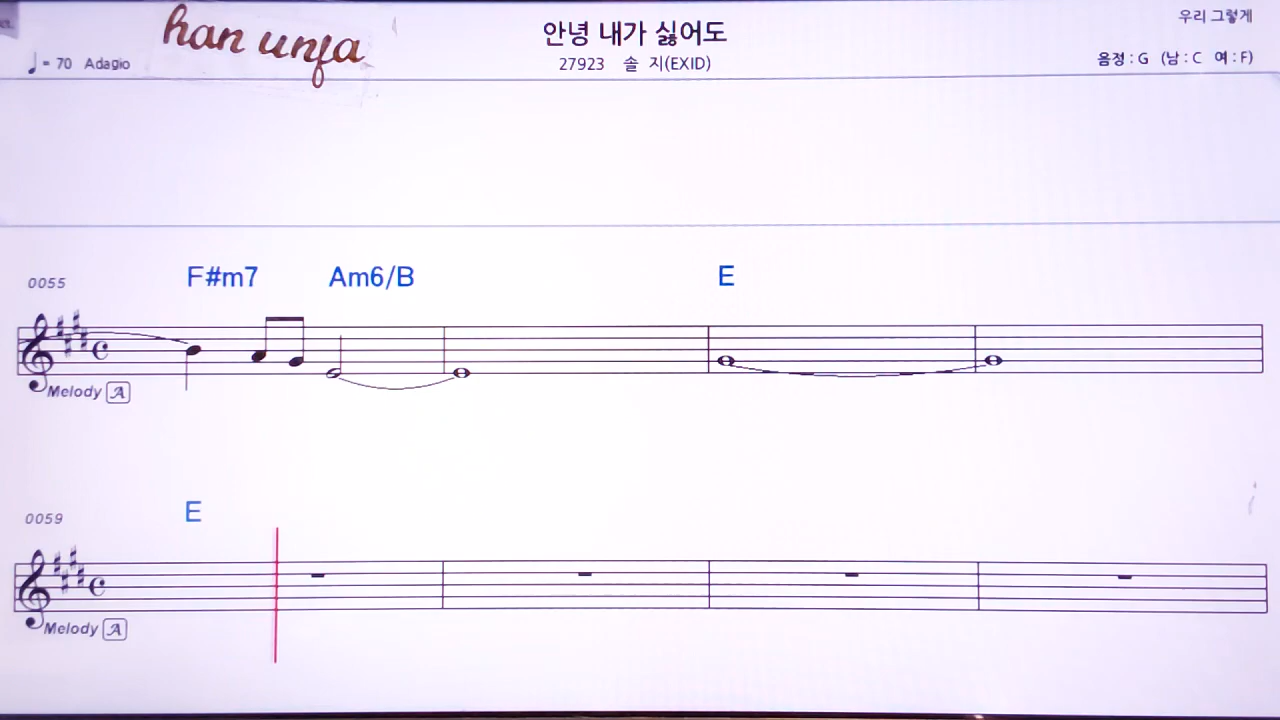 han unja
안녕 내가 싫어도
우리 그렇게
♩= 70 Adagio
27923 솔 지(EXID)
음정 : G (남 : C 여 : F)
0055
F#m7 Am6/B E
Melody A
0059
E
Melody A